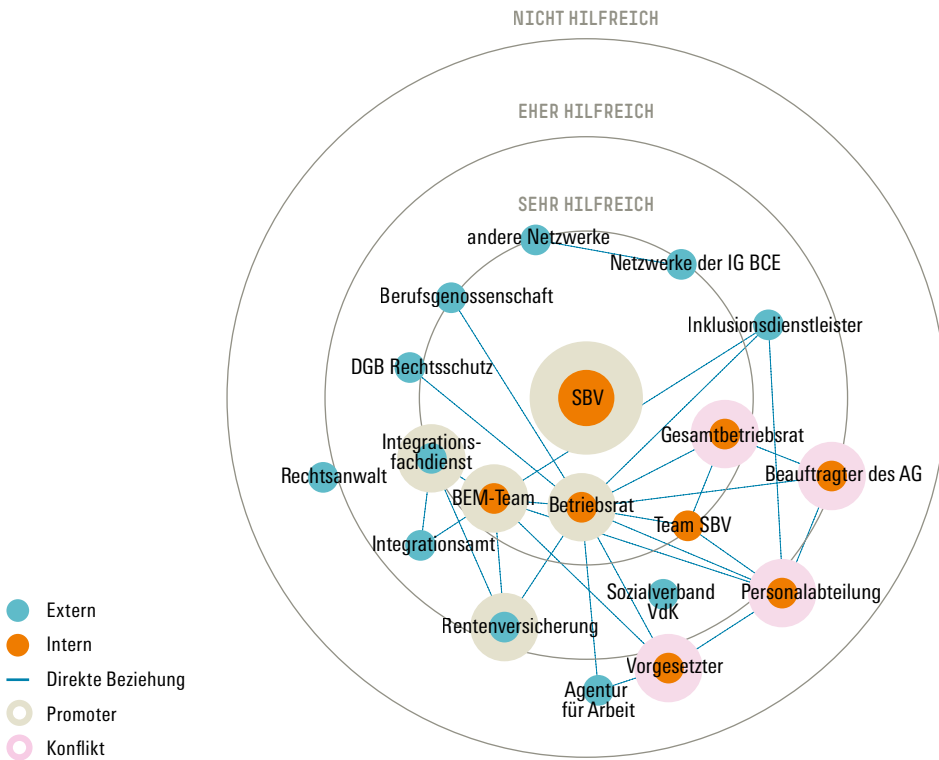 NICHT HILFREICH
EHER HILFREICH
SEHR HILFREICH
andere Netzwerke
Netzwerke der IG BCE
Berufsgenossenschaft
Inklusionsdienstleister
DGB Rechtsschutz
SBV
Gesamtbetriebsrat
Integrations-
fachdienst
Rechtsanwalt
Beauftragter des AG
BEM-Team
Betriebsrat
Team SBV
Integrationsamt
Sozialverband
VdK
Personalabteilung
Rentenversicherung
Vorgesetzter
Agentur
für Arbeit
Extern
Intern
Direkte Beziehung
Promoter
Konflikt